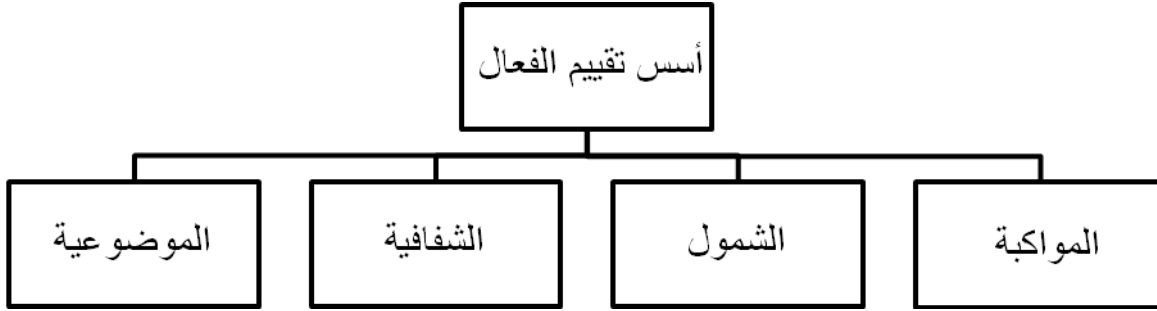 أسس تقييم الفعال
المواكبة
الشمول
الشفافية
الموضوعية